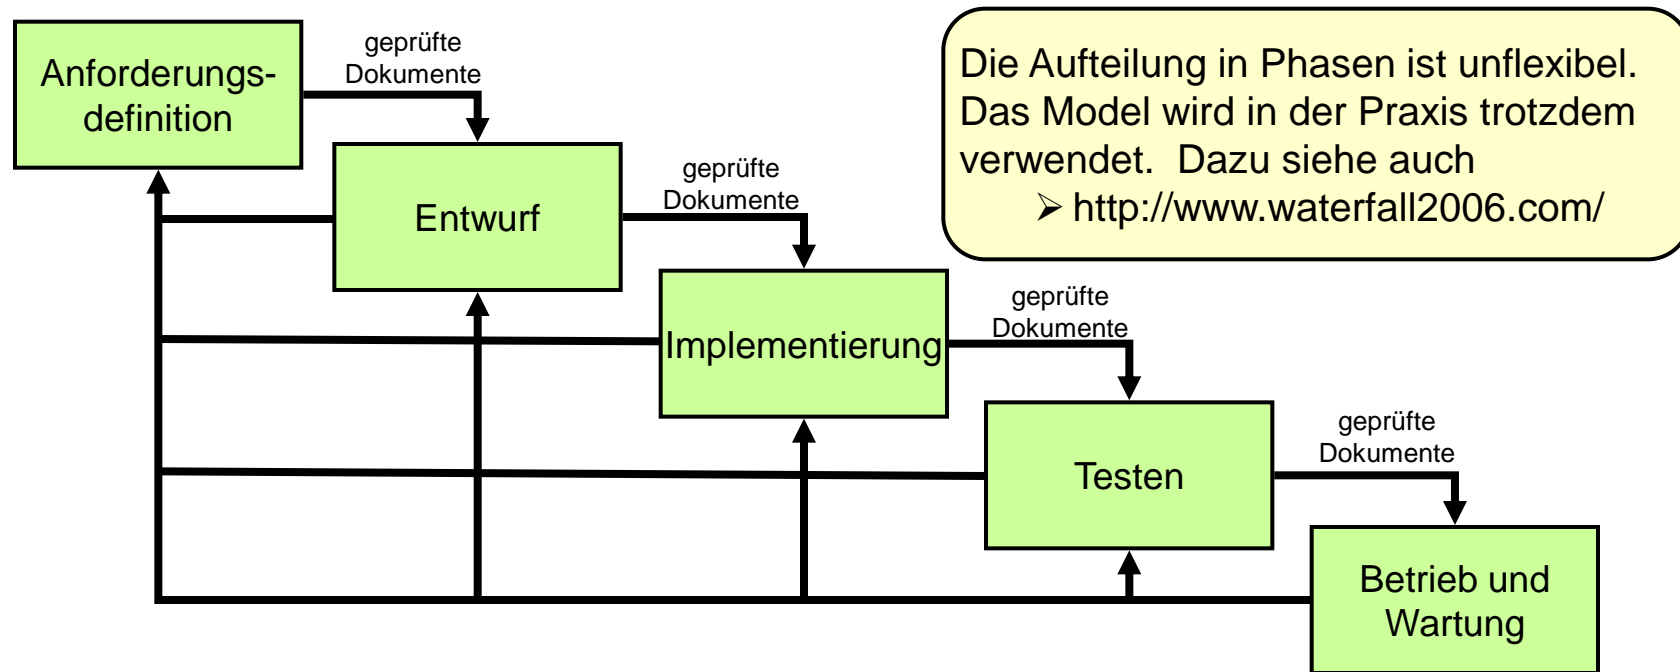 Anforderungs-
definition
geprüfte
Dokumente
Die Aufteilung in Phasen ist unflexibel.
Das Model wird in der Praxis trotzdem
verwendet.  Dazu siehe auch
➢ http://www.waterfall2006.com/
Entwurf
geprüfte
Dokumente
Implementierung
geprüfte
Dokumente
Testen
geprüfte
Dokumente
Betrieb und
Wartung